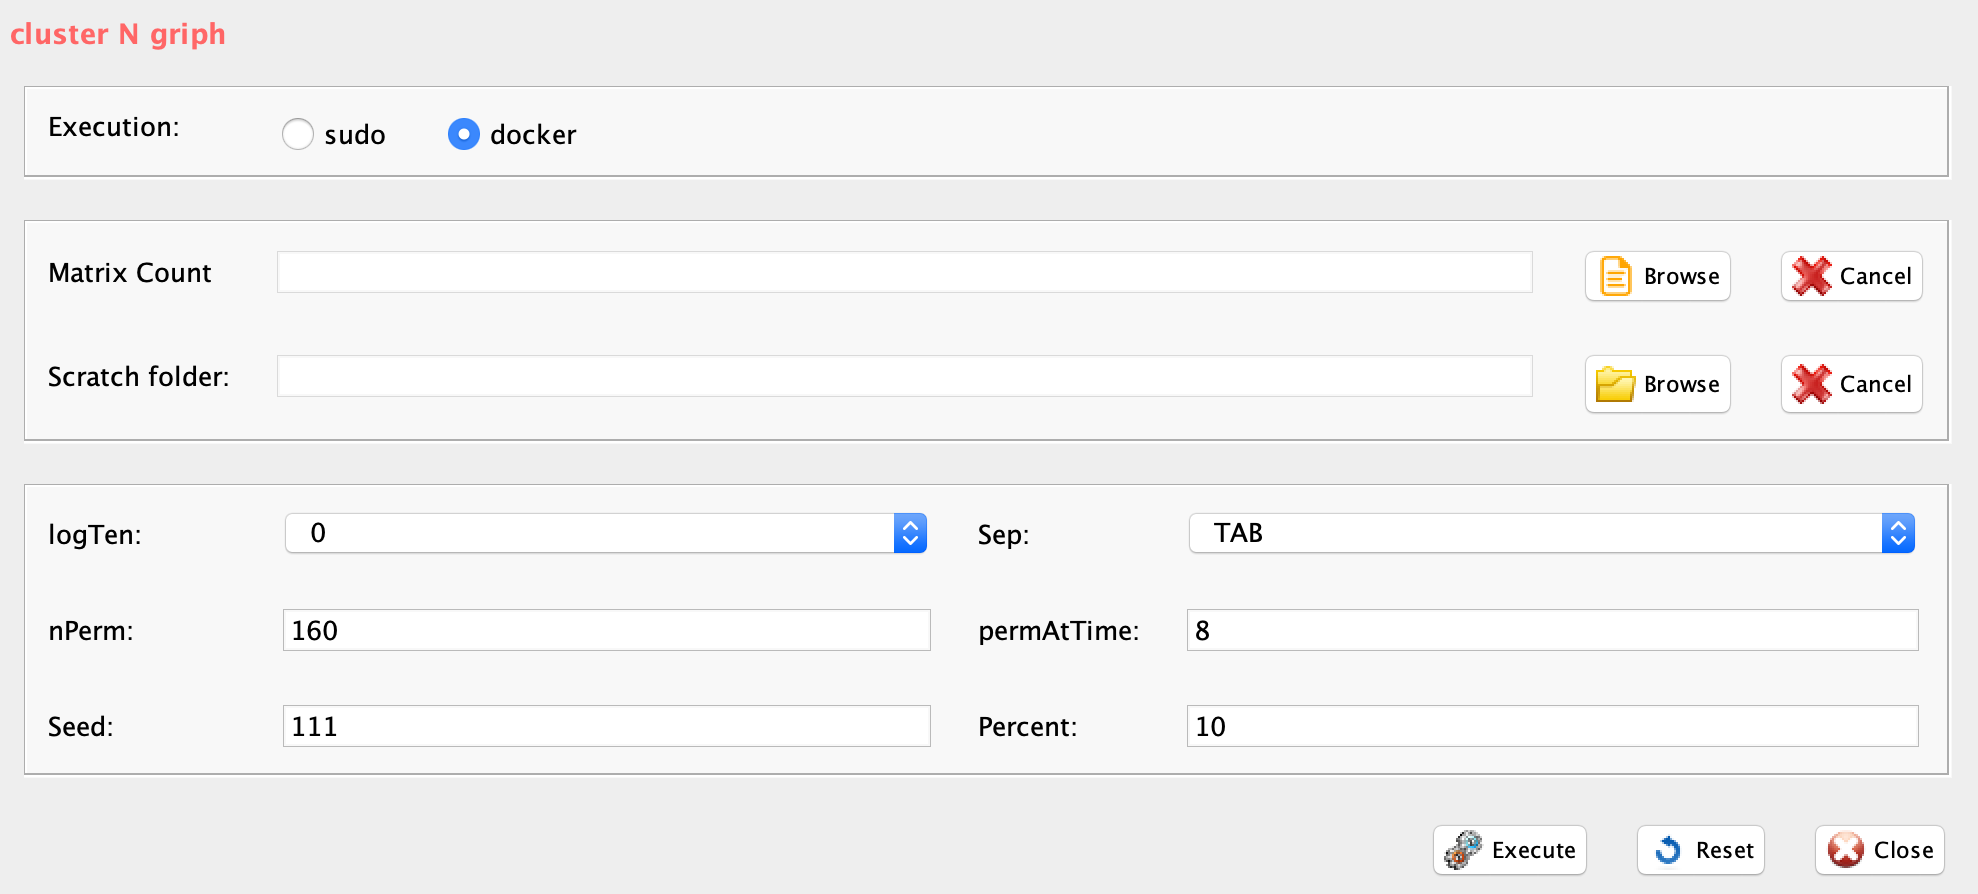 cluster N griph
Execution: sudo docker
Matrix Count Browse Cancel
Scratch folder: Browse Cancel
logTen: 0 Sep: TAB
nPerm: 160 permAtTime: 8
Seed: 111 Percent: 10
Execute Reset Close